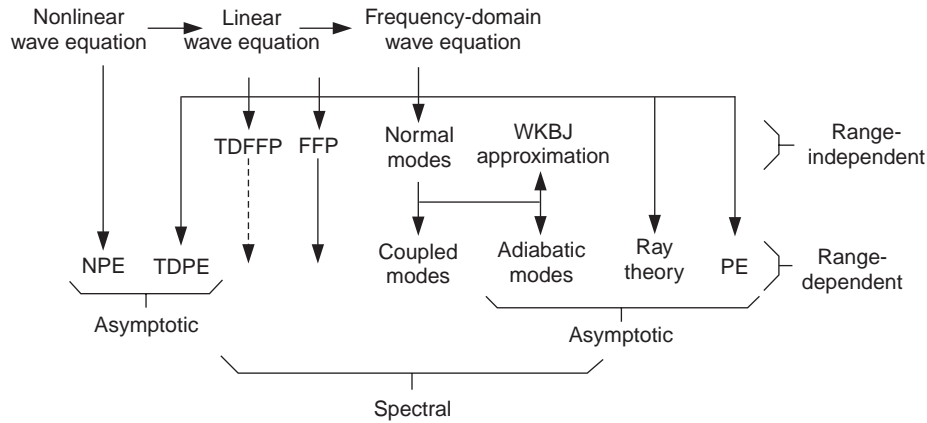 Nonlinear
wave equation
Linear
wave equation
Frequency-domain
wave equation
TDFFP
FFP
Normal
modes
WKBJ
approximation
Range-
independent
NPE
TDPE
Coupled
modes
Adiabatic
modes
Ray
theory
PE
Range-
dependent
Asymptotic
Asymptotic
Spectral